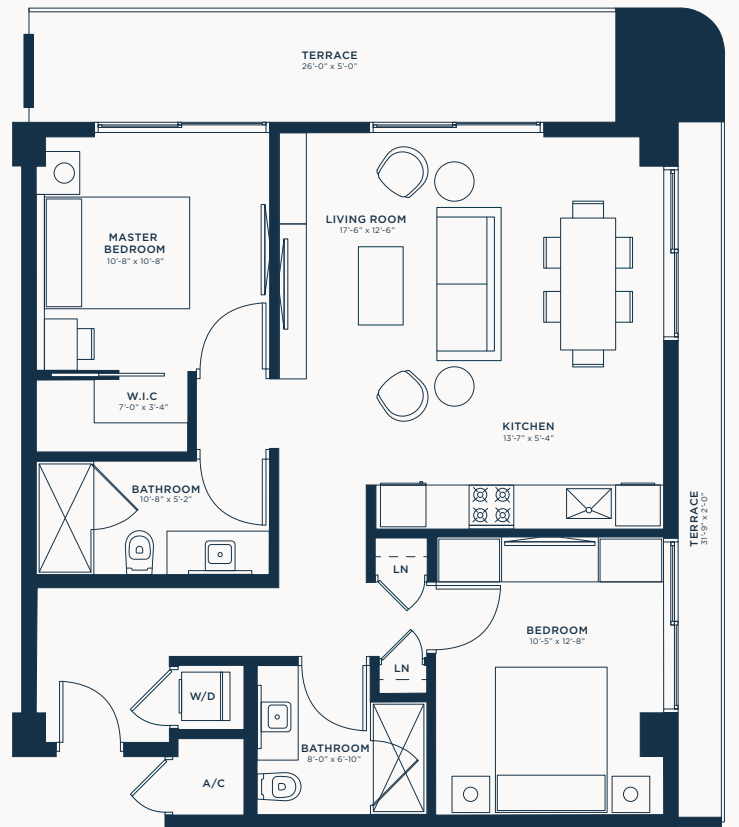 TERRACE
26'-0" x 5'-0"
MASTER
BEDROOM
10'-8" x 10'-8"
LIVING ROOM
17'-6" x 12'-6"
W.I.C
7'-0" x 3'-4"
KITCHEN
13'-7" x 5'-4"
BATHROOM
10'-8" x 5'-2"
TERRACE
31'-9" x 2'-0"
LN
BEDROOM
10'-5" x 12'-8"
LN
W/D
BATHROOM
8'-0" x 6'-10"
A/C